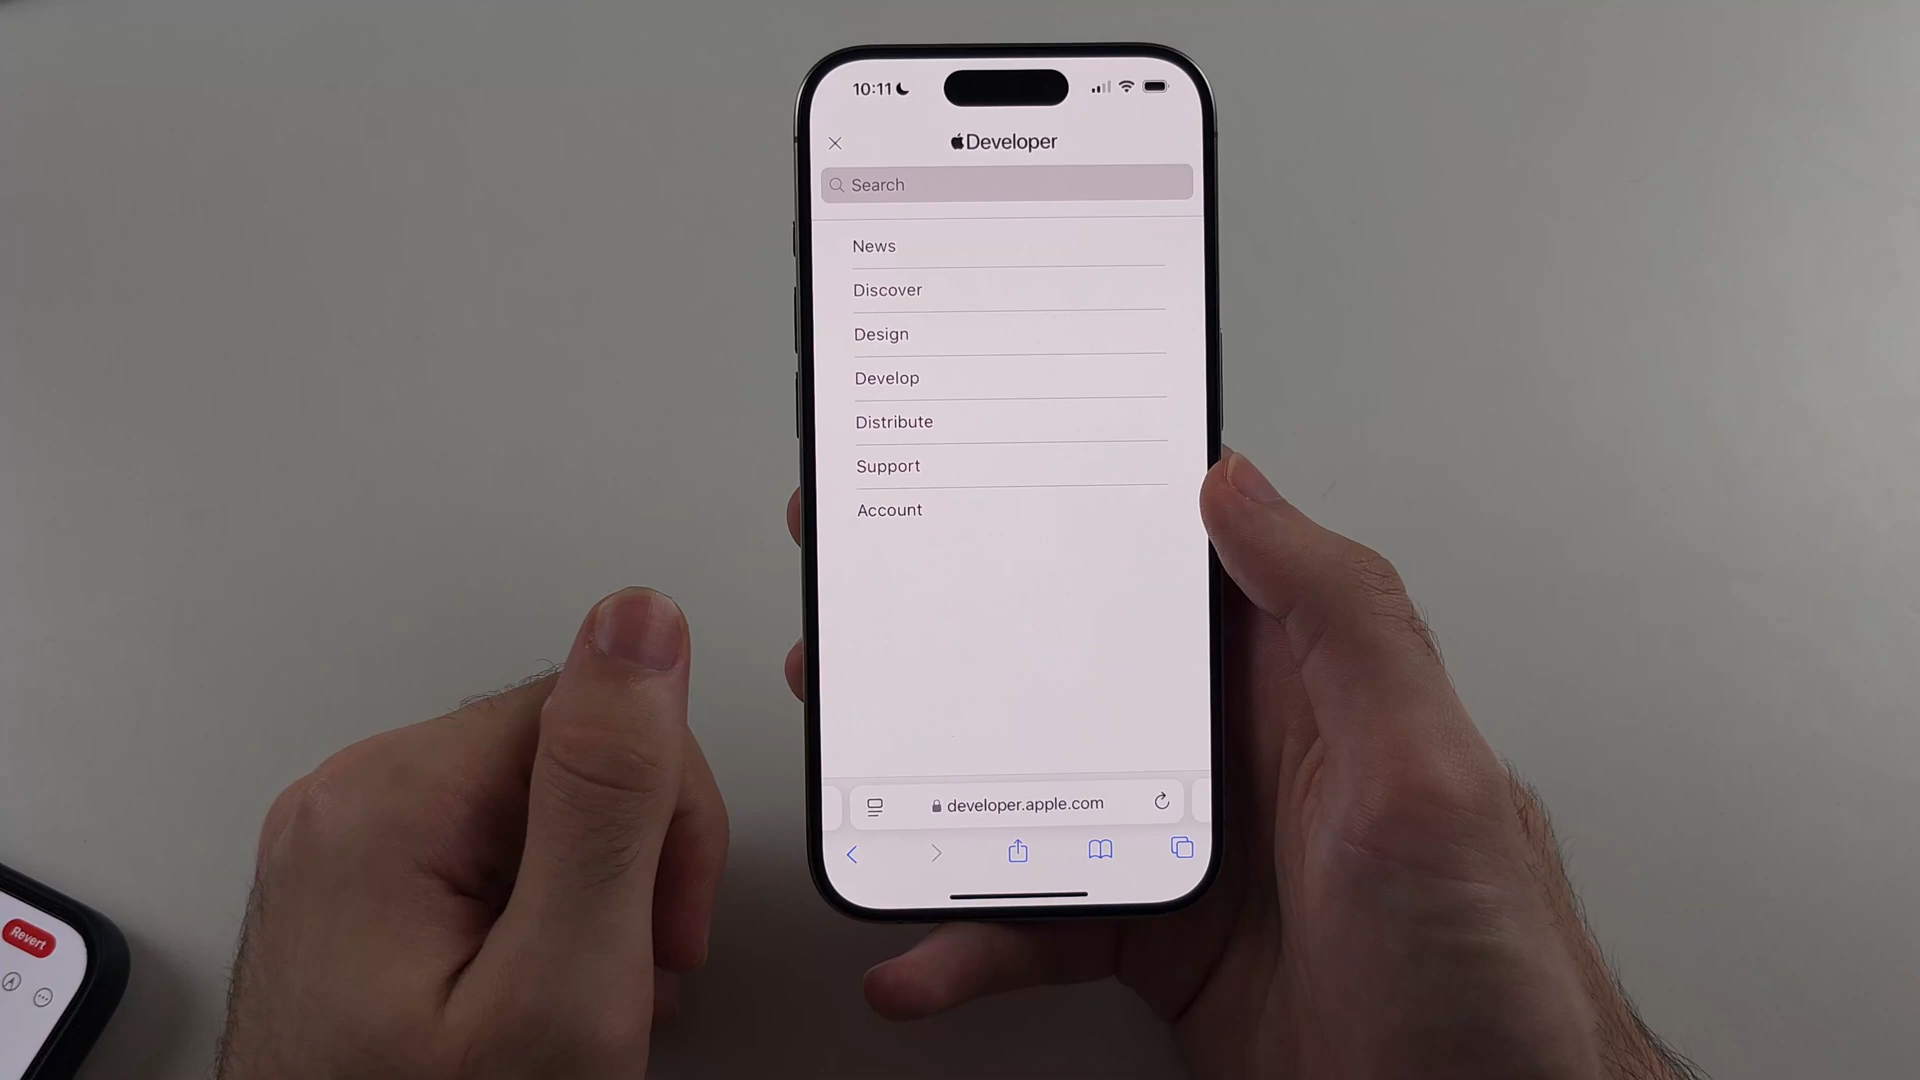 10:11
Developer
Search
News
Discover
Design
Develop
Distribute
Support
Account
developer.apple.com
Revert